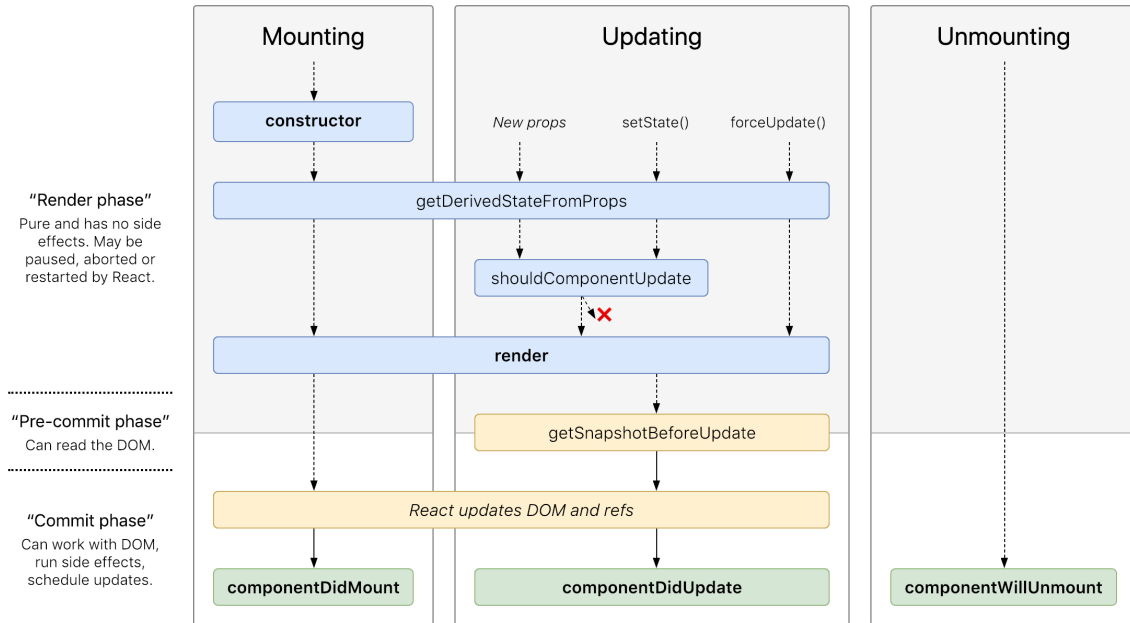 Mounting
Updating
Unmounting
constructor
New props
setState()
forceUpdate()
“Render phase”
Pure and has no side
effects. May be
paused, aborted or
restarted by React.
getDerivedStateFromProps
shouldComponentUpdate
render
“Pre-commit phase”
Can read the DOM.
getSnapshotBeforeUpdate
“Commit phase”
Can work with DOM,
run side effects,
schedule updates.
React updates DOM and refs
componentDidMount
componentDidUpdate
componentWillUnmount